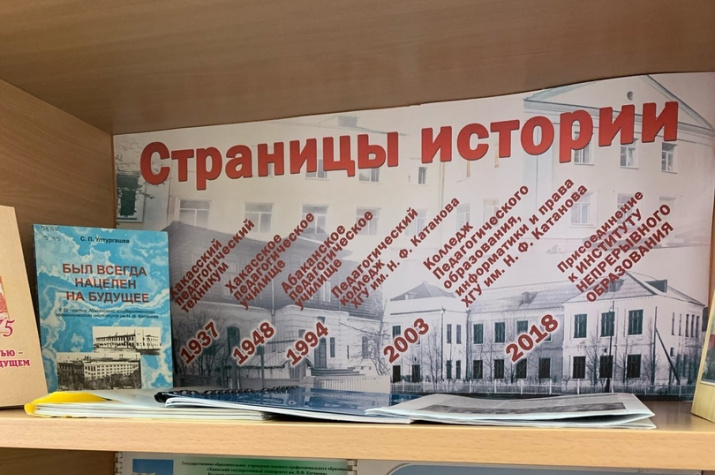 Страницы истории
Хакасский
педагогический
техникум
1937
Хакасское
педагогическое
училище
1948
Абаканское
педагогическое
училище
1994
Педагогический
колледж
ХГУ им. Н. Ф. Катанова
2003
Колледж
Педагогического
образования,
информатики и права
ХГУ им. Н. Ф. Катанова
2018
Присоединение
к ИНСТИТУТУ
НЕПРЕРЫВНОГО
ОБРАЗОВАНИЯ
С. П. Ултургашев
БЫЛ ВСЕГДА
НАЦЕЛЕН
НА БУДУЩЕЕ
75